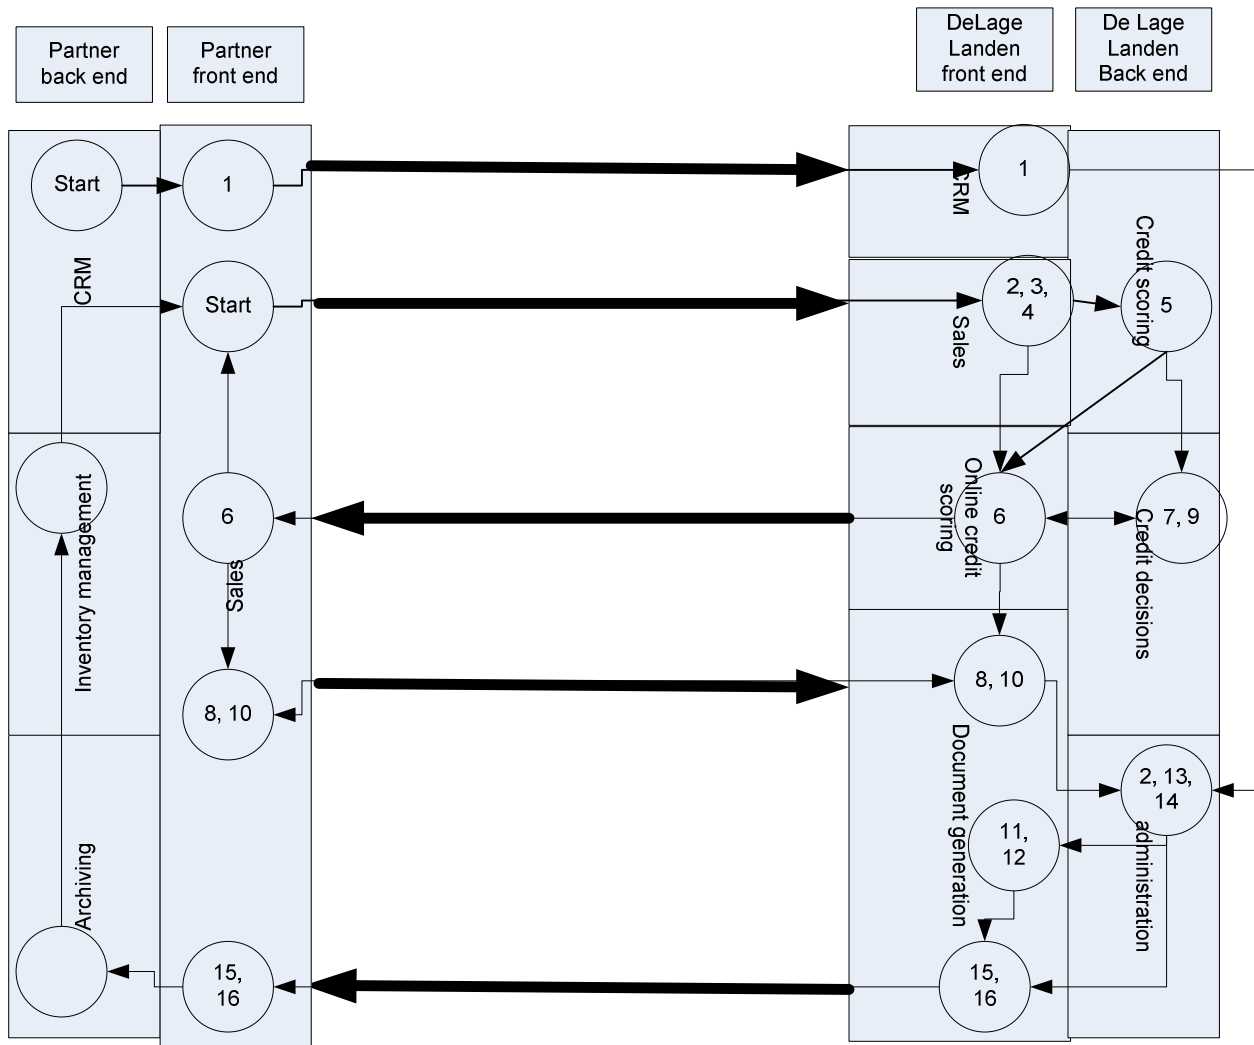 Partner
back end
Partner
front end
DeLage
Landen
front end
De Lage
Landen
Back end
Start
1
1
CRM
CRM
Start
2, 3,
4
Sales
Credit scoring
5
Inventory management
6
Sales
Online credit
scoring
6
7, 9
Credit decisions
8, 10
8, 10
Document generation
2, 13,
14
administration
11,
12
Archiving
15,
16
15,
16